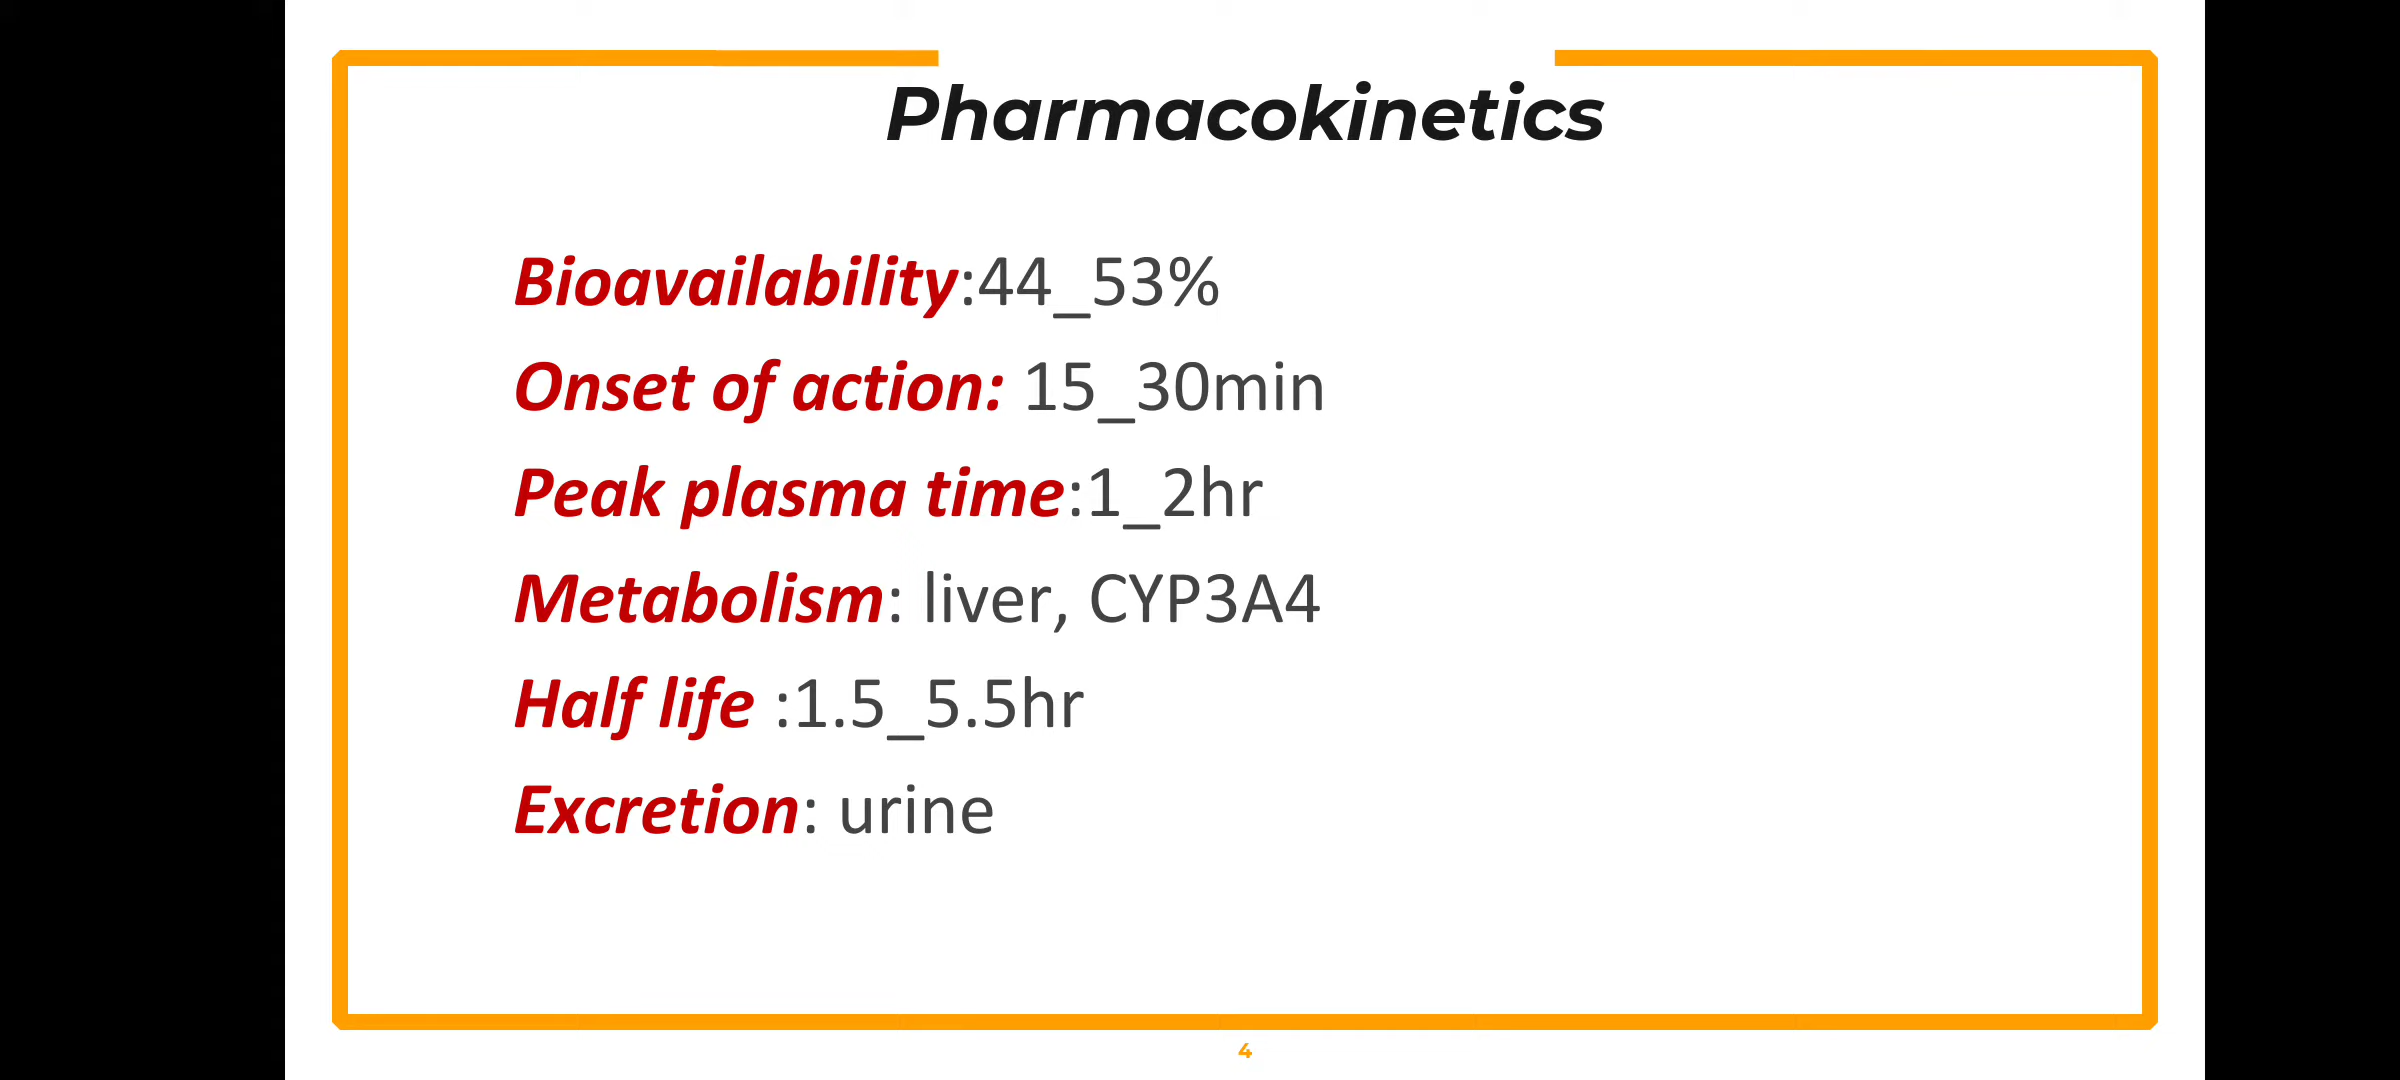 Pharmacokinetics
Bioavailability:44_53%
Onset of action: 15_30min
Peak plasma time:1_2hr
Metabolism: liver, CYP3A4
Half life :1.5_5.5hr
Excretion: urine
4